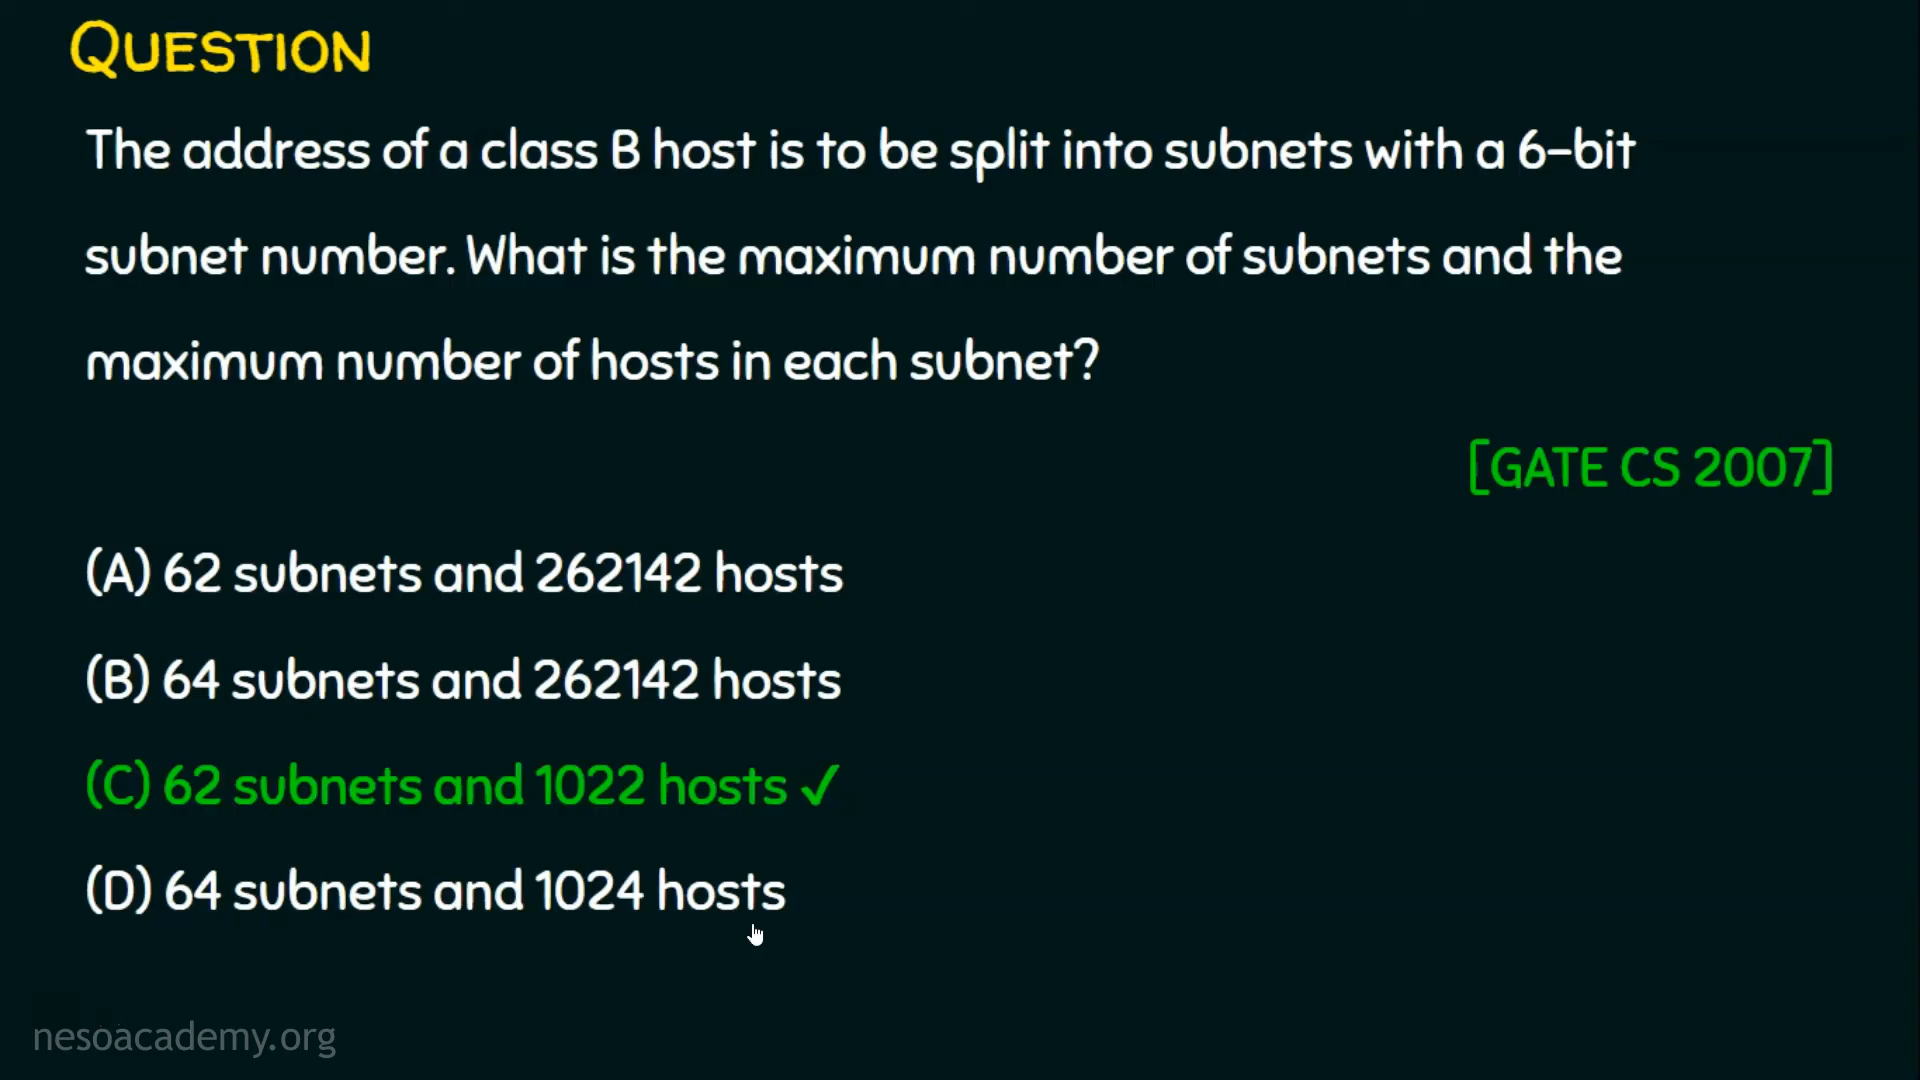 QUESTION
The address of a class B host is to be split into subnets with a 6-bit
subnet number. What is the maximum number of subnets and the
maximum number of hosts in each subnet?
[GATE CS 2007]
(A) 62 subnets and 262142 hosts
(B) 64 subnets and 262142 hosts
(C) 62 subnets and 1022 hosts ✓
(D) 64 subnets and 1024 hosts
nesoacademy.org